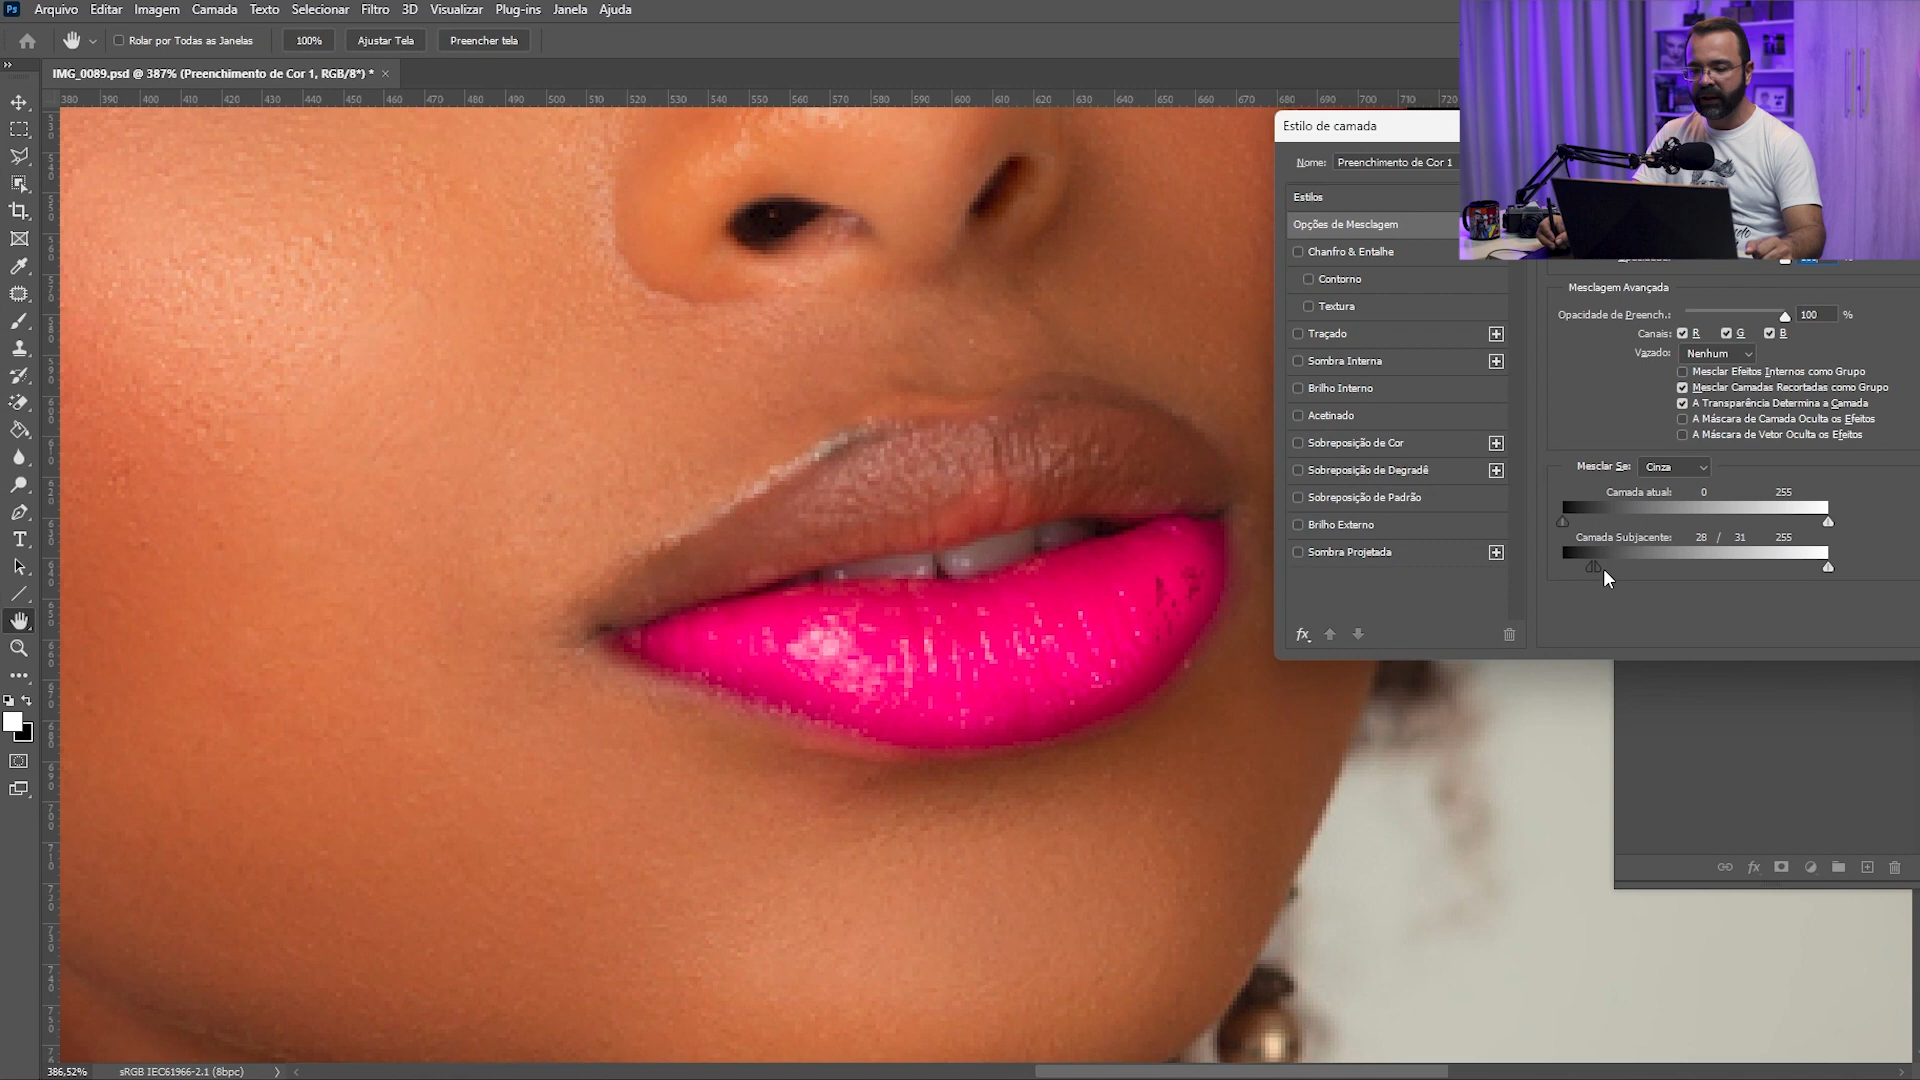 Ps Arquivo Editar Imagem Camada Texto Selecionar Filtro 3D Visualizar Plug-ins Janela Ajuda
Rolar por Todas as Janelas 100% Ajustar Tela Preencher tela
IMG_0089.psd @ 387% (Preenchimento de Cor 1, RGB/8*) * ×
380 390 400 410 420 430 440 450 460 470 480 490 500 510 520 530 540 550 560 570 580 590 600 610 620 630 640 650 660 670 680 690 700 710 720
Estilo de camada
Nome: Preenchimento de Cor 1
Estilos
Opções de Mesclagem
Chanfro & Entalhe
Contorno
Textura
Traçado
Sombra Interna
Brilho Interno
Acetinado
Sobreposição de Cor
Sobreposição de Degradê
Sobreposição de Padrão
Brilho Externo
Sombra Projetada
fx
Mesclagem Avançada
Opacidade de Preench.: 100 %
Canais: R G B
Vazado: Nenhum
Mesclar Efeitos Internos como Grupo
Mesclar Camadas Recortadas como Grupo
A Transparência Determina a Camada
A Máscara de Camada Oculta os Efeitos
A Máscara de Vetor Oculta os Efeitos
Mesclar Se: Cinza
Camada atual: 0 255
Camada Subjacente: 28 / 31 255
fx
386,52% sRGB IEC61966-2.1 (8bpc)